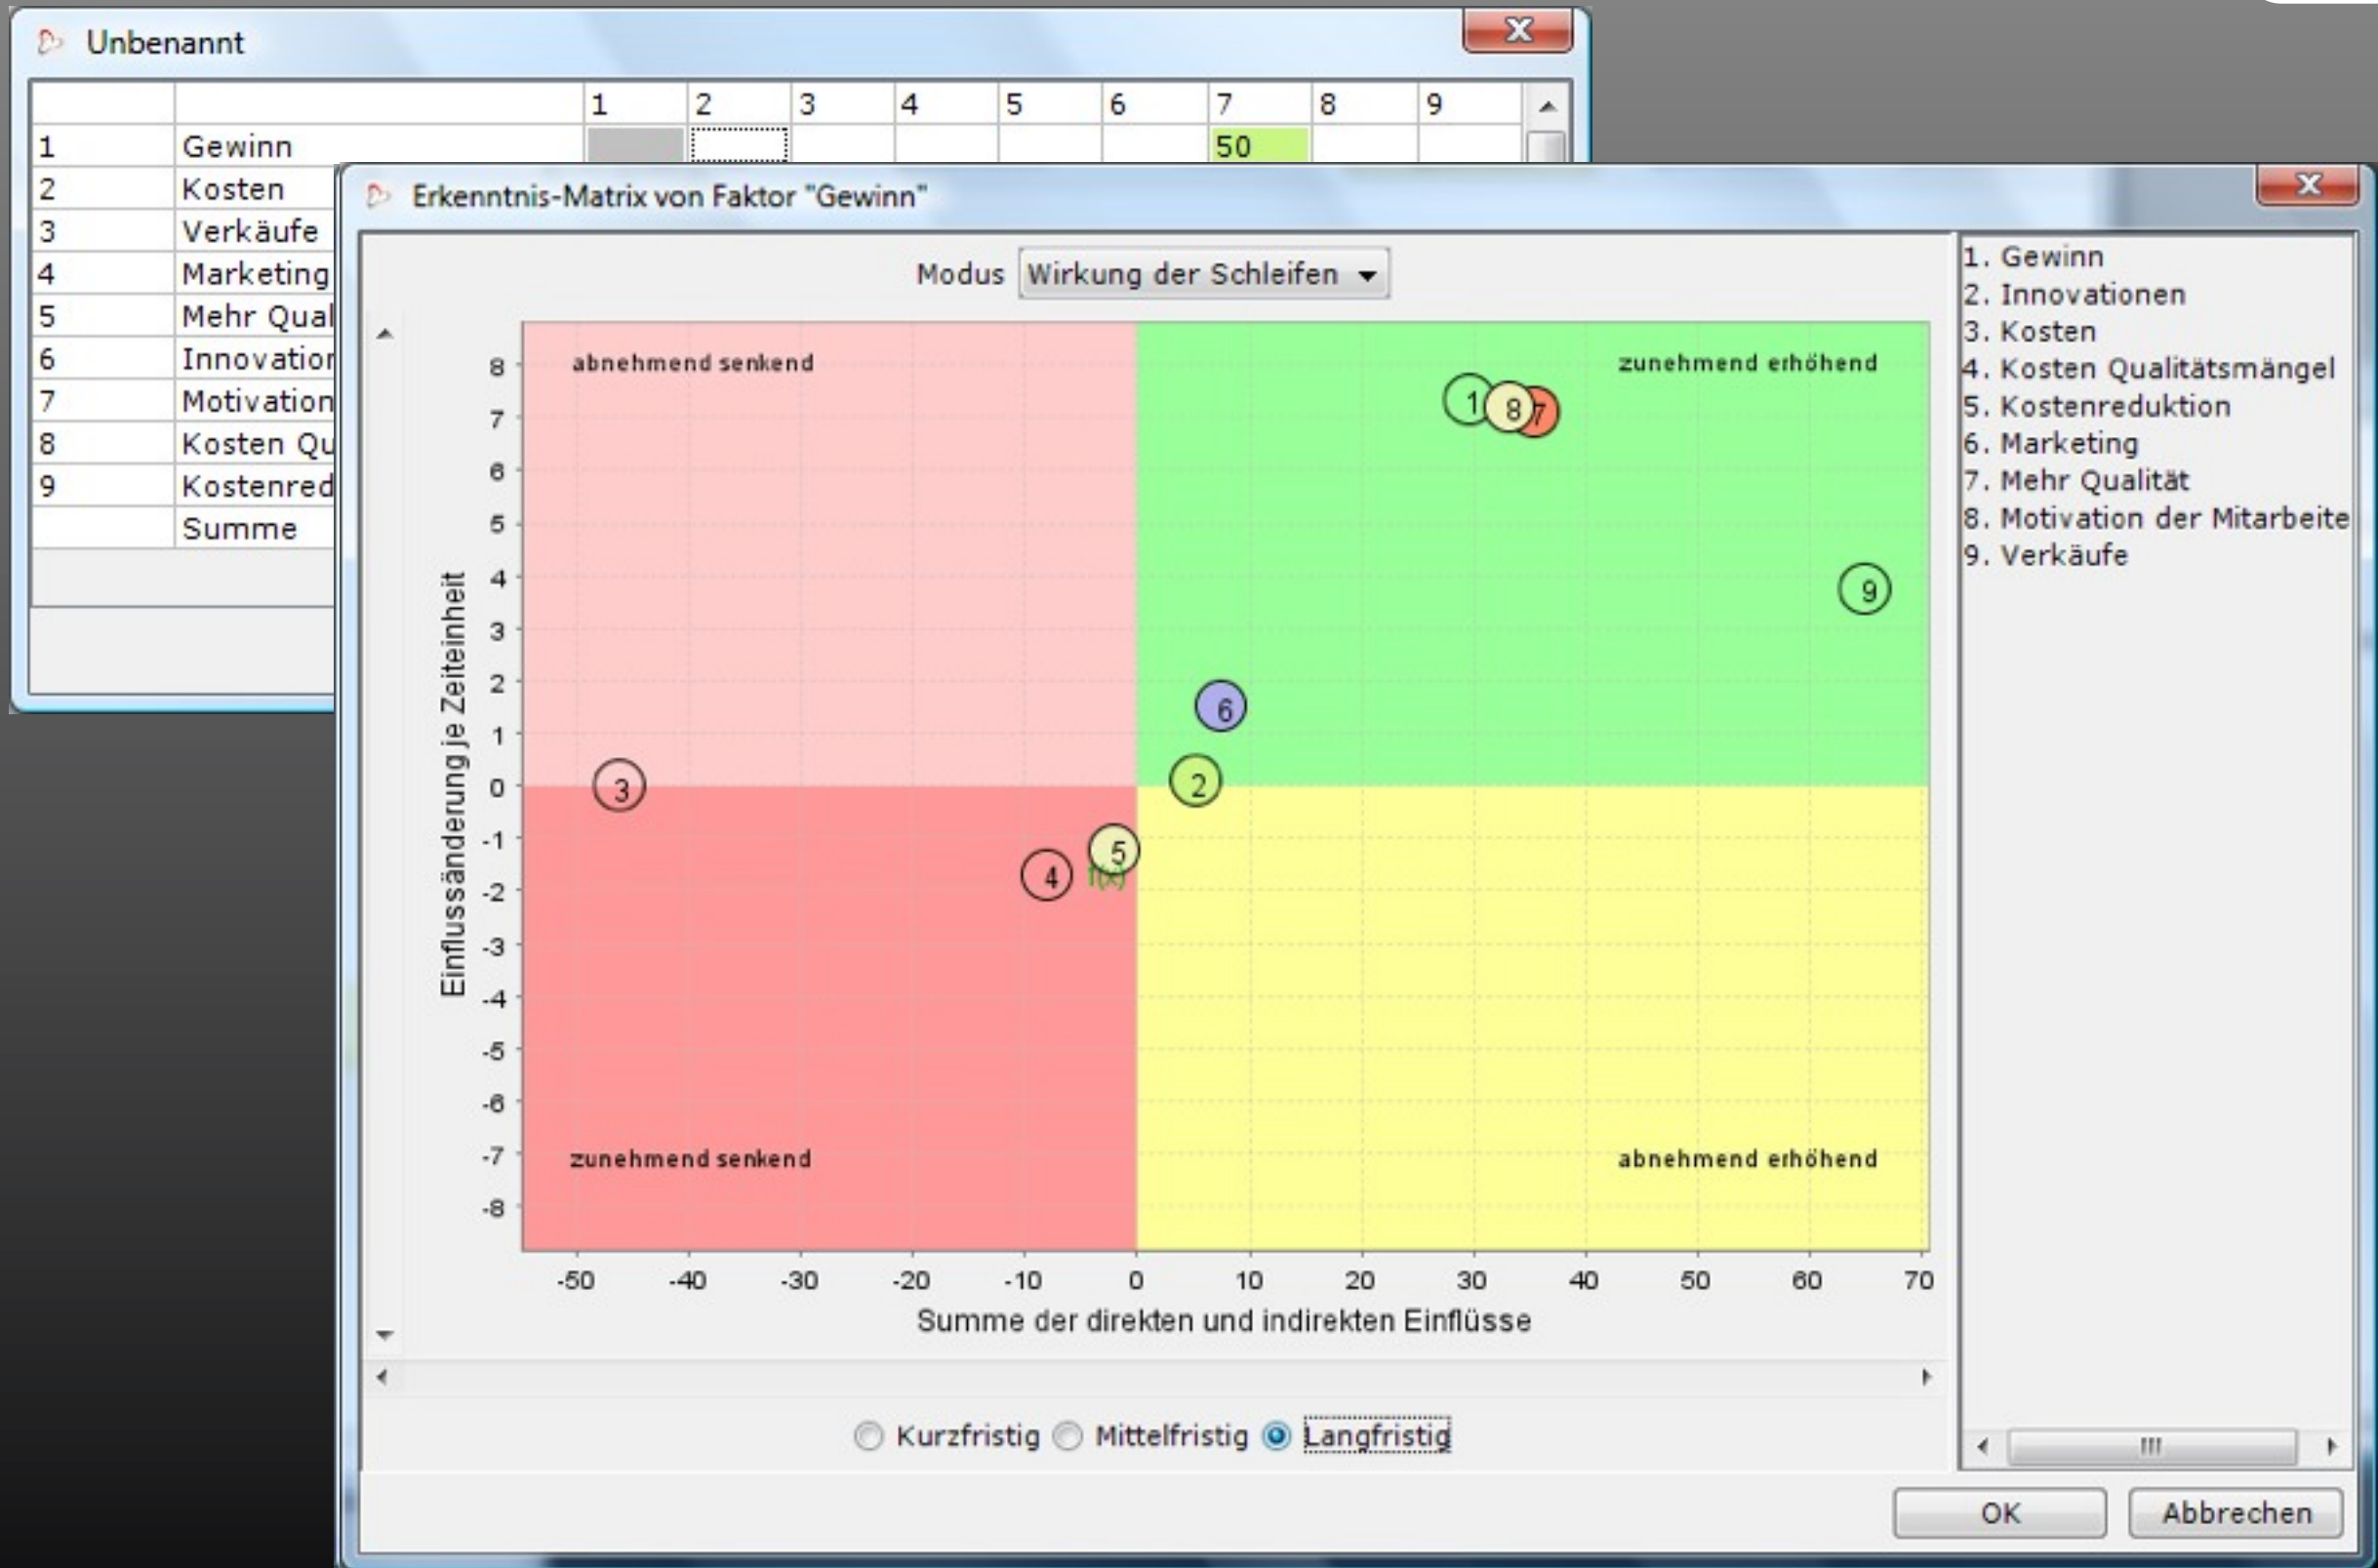 Unbenannt
1 2 3 4 5 6 7 8 9
1 Gewinn 50
2 Kosten
3 Verkäufe
4 Marketing
5 Mehr Qual
6 Innovation
7 Motivation
8 Kosten Qu
9 Kostenred
Summe
Erkenntnis-Matrix von Faktor "Gewinn"
Modus Wirkung der Schleifen
abnehmend senkend
zunehmend erhöhend
zunehmend senkend
abnehmend erhöhend
Einflussänderung je Zeiteinheit
8
7
6
5
4
3
2
1
0
-1
-2
-3
-4
-5
-6
-7
-8
1
8
7
9
6
2
3
5
4
f(x)
-50 -40 -30 -20 -10 0 10 20 30 40 50 60 70
Summe der direkten und indirekten Einflüsse
Kurzfristig Mittelfristig Langfristig
1. Gewinn
2. Innovationen
3. Kosten
4. Kosten Qualitätsmängel
5. Kostenreduktion
6. Marketing
7. Mehr Qualität
8. Motivation der Mitarbeite
9. Verkäufe
OK Abbrechen